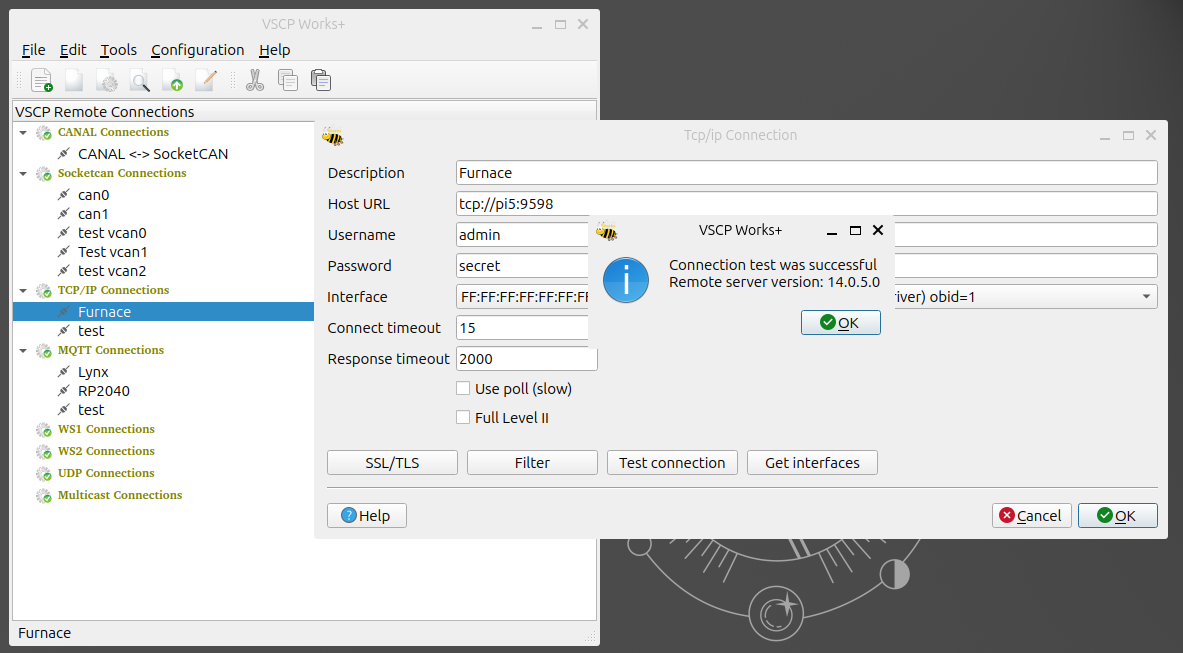 VSCP Works+
File Edit Tools Configuration Help
VSCP Remote Connections
CANAL Connections
CANAL <-> SocketCAN
Socketcan Connections
can0
can1
test vcan0
Test vcan1
test vcan2
TCP/IP Connections
Furnace
test
MQTT Connections
Lynx
RP2040
test
WS1 Connections
WS2 Connections
UDP Connections
Multicast Connections
Furnace
Tcp/ip Connection
Description Furnace
Host URL tcp://pi5:9598
Username admin
Password secret
Interface FF:FF:FF:FF:FF:FF:FF river) obid=1
Connect timeout 15
Response timeout 2000
Use poll (slow)
Full Level II
SSL/TLS Filter Test connection Get interfaces
Help Cancel OK
VSCP Works+
Connection test was successful
Remote server version: 14.0.5.0
OK